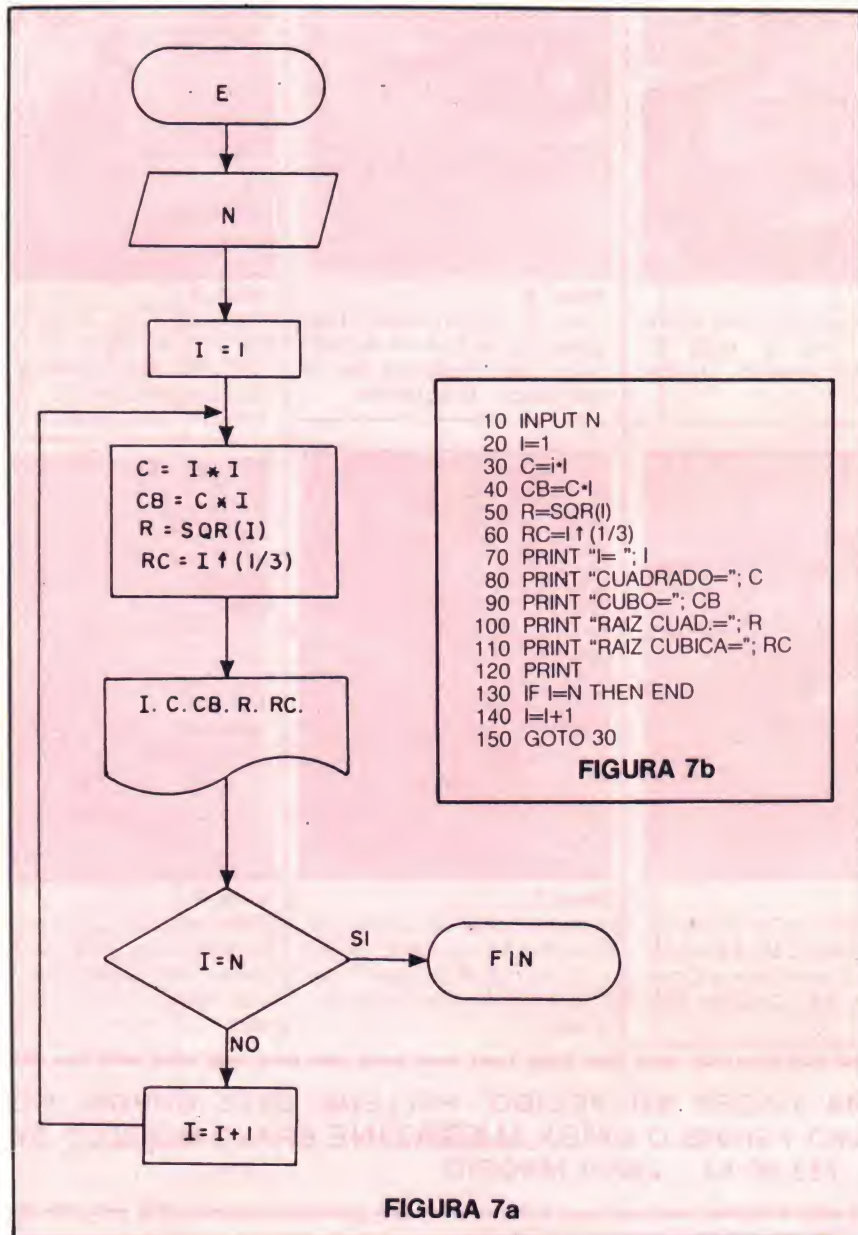 E
N
I = 1
C = I * I
CB = C * I
R = SQR(I)
RC = I ↑ (1/3)
I. C. CB. R. RC.
I = N
SI
FIN
NO
I = I + 1
10 INPUT N
20 I=1
30 C=i*I
40 CB=C*I
50 R=SQR(I)
60 RC=I↑(1/3)
70 PRINT "I= "; I
80 PRINT "CUADRADO="; C
90 PRINT "CUBO="; CB
100 PRINT "RAIZ CUAD.="; R
110 PRINT "RAIZ CUBICA="; RC
120 PRINT
130 IF I=N THEN END
140 I=I+1
150 GOTO 30
FIGURA 7b
FIGURA 7a